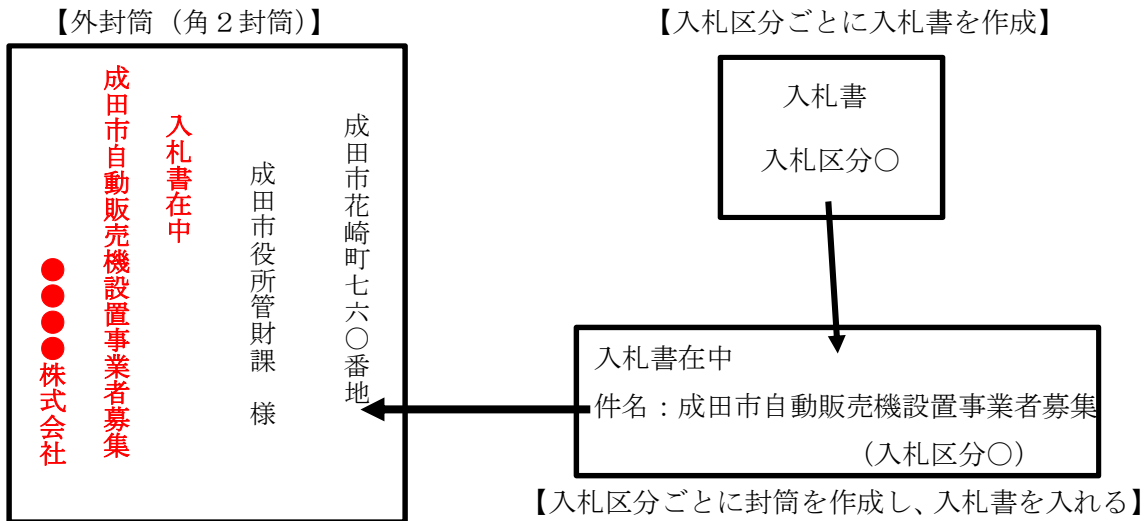 【外封筒（角２封筒）】
成田市花崎町七六〇番地
成田市役所管財課　様
入札書在中
成田市自動販売機設置事業者募集
●●●●株式会社
【入札区分ごとに入札書を作成】
入札書
入札区分○
入札書在中
件名：成田市自動販売機設置事業者募集
（入札区分○）
【入札区分ごとに封筒を作成し、入札書を入れる】